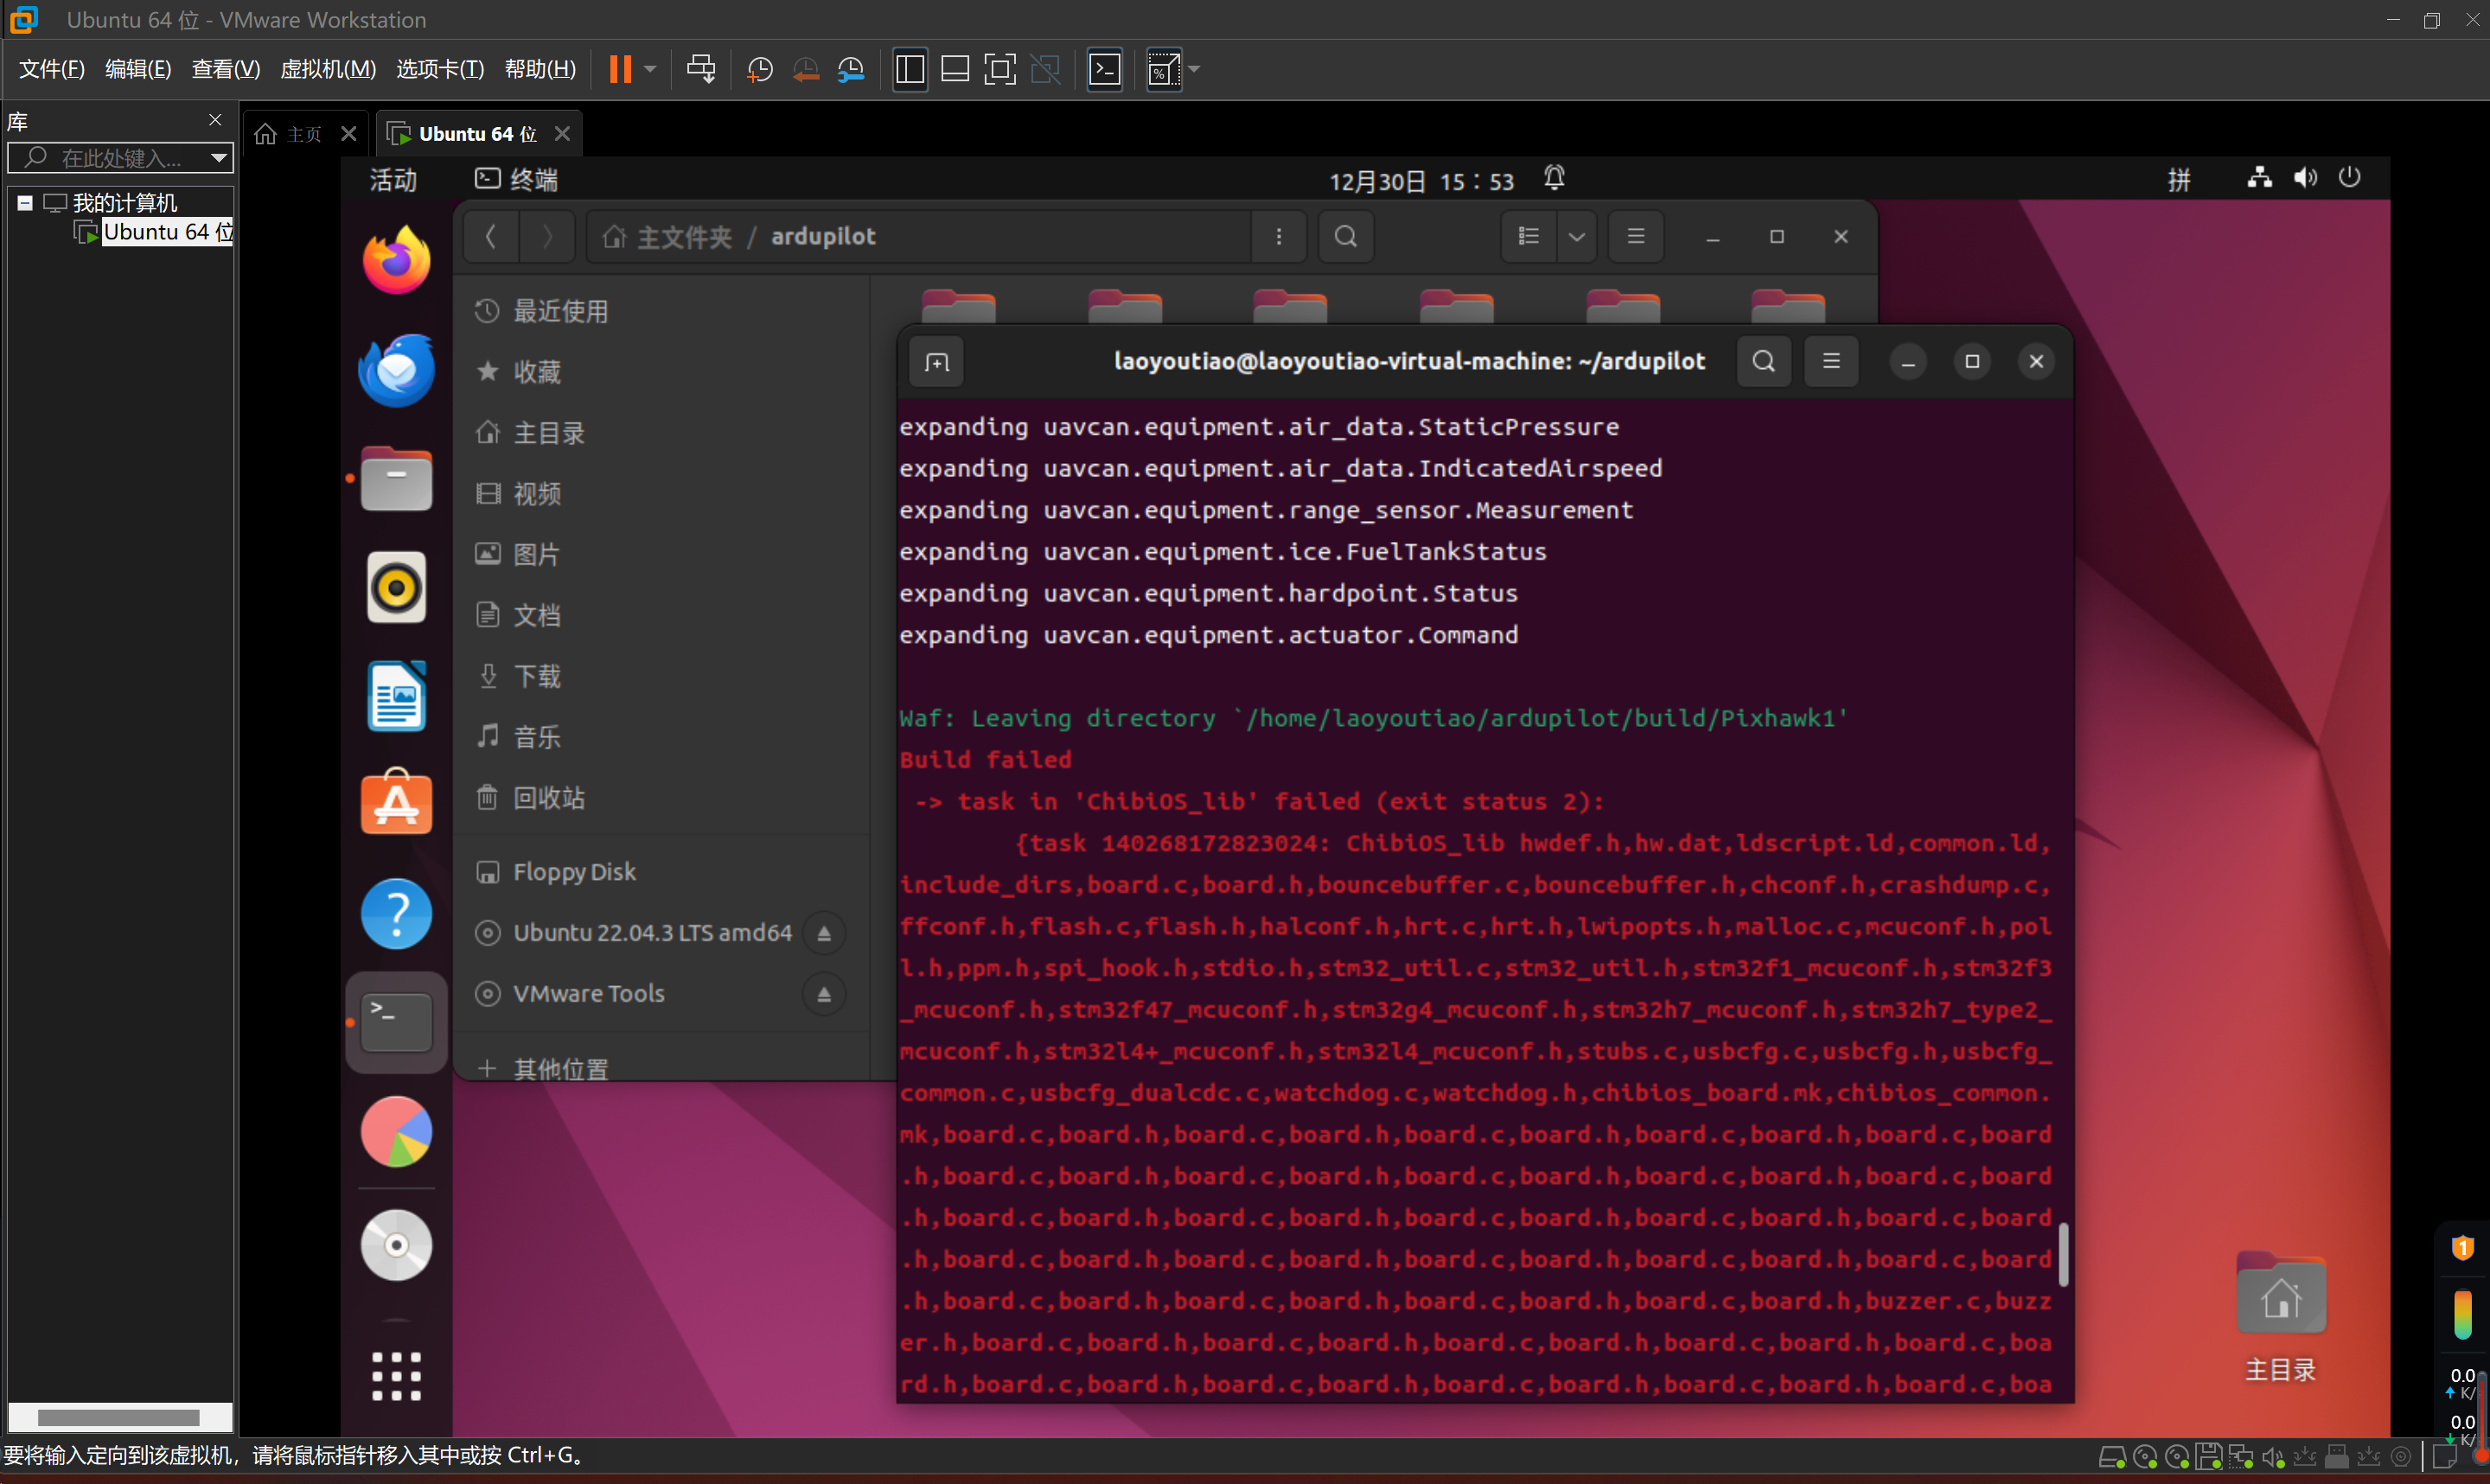 Ubuntu 64 位 - VMware Workstation
文件(F) 编辑(E) 查看(V) 虚拟机(M) 选项卡(T) 帮助(H)
库
在此处键入...
我的计算机
Ubuntu 64 位
主页
Ubuntu 64 位
活动 终端 12月30日 15：53 拼
主文件夹 / ardupilot
最近使用
收藏
主目录
视频
图片
文档
下载
音乐
回收站
Floppy Disk
Ubuntu 22.04.3 LTS amd64
VMware Tools
其他位置
laoyoutiao@laoyoutiao-virtual-machine: ~/ardupilot
expanding uavcan.equipment.air_data.StaticPressure
expanding uavcan.equipment.air_data.IndicatedAirspeed
expanding uavcan.equipment.range_sensor.Measurement
expanding uavcan.equipment.ice.FuelTankStatus
expanding uavcan.equipment.hardpoint.Status
expanding uavcan.equipment.actuator.Command
Waf: Leaving directory `/home/laoyoutiao/ardupilot/build/Pixhawk1'
Build failed
-> task in 'ChibiOS_lib' failed (exit status 2):
{task 140268172823024: ChibiOS_lib hwdef.h,hw.dat,ldscript.ld,common.ld,
include_dirs,board.c,board.h,bouncebuffer.c,bouncebuffer.h,chconf.h,crashdump.c,
ffconf.h,flash.c,flash.h,halconf.h,hrt.c,hrt.h,lwipopts.h,malloc.c,mcuconf.h,pol
l.h,ppm.h,spi_hook.h,stdio.h,stm32_util.c,stm32_util.h,stm32f1_mcuconf.h,stm32f3
_mcuconf.h,stm32f47_mcuconf.h,stm32g4_mcuconf.h,stm32h7_mcuconf.h,stm32h7_type2_
mcuconf.h,stm32l4+_mcuconf.h,stm32l4_mcuconf.h,stubs.c,usbcfg.c,usbcfg.h,usbcfg_
common.c,usbcfg_dualcdc.c,watchdog.c,watchdog.h,chibios_board.mk,chibios_common.
mk,board.c,board.h,board.c,board.h,board.c,board.h,board.c,board.h,board.c,board
.h,board.c,board.h,board.c,board.h,board.c,board.h,board.c,board.h,board.c,board
.h,board.c,board.h,board.c,board.h,board.c,board.h,board.c,board.h,board.c,board
.h,board.c,board.h,board.c,board.h,board.c,board.h,board.c,board.h,board.c,board
.h,board.c,board.h,board.c,board.h,board.c,board.h,board.c,board.h,buzzer.c,buzz
er.h,board.c,board.h,board.c,board.h,board.c,board.h,board.c,board.h,board.c,boa
rd.h,board.c,board.h,board.c,board.h,board.c,board.h,board.c,board.h,board.c,boa
主目录
1
0.0
K/
0.0
K/
要将输入定向到该虚拟机，请将鼠标指针移入其中或按 Ctrl+G。